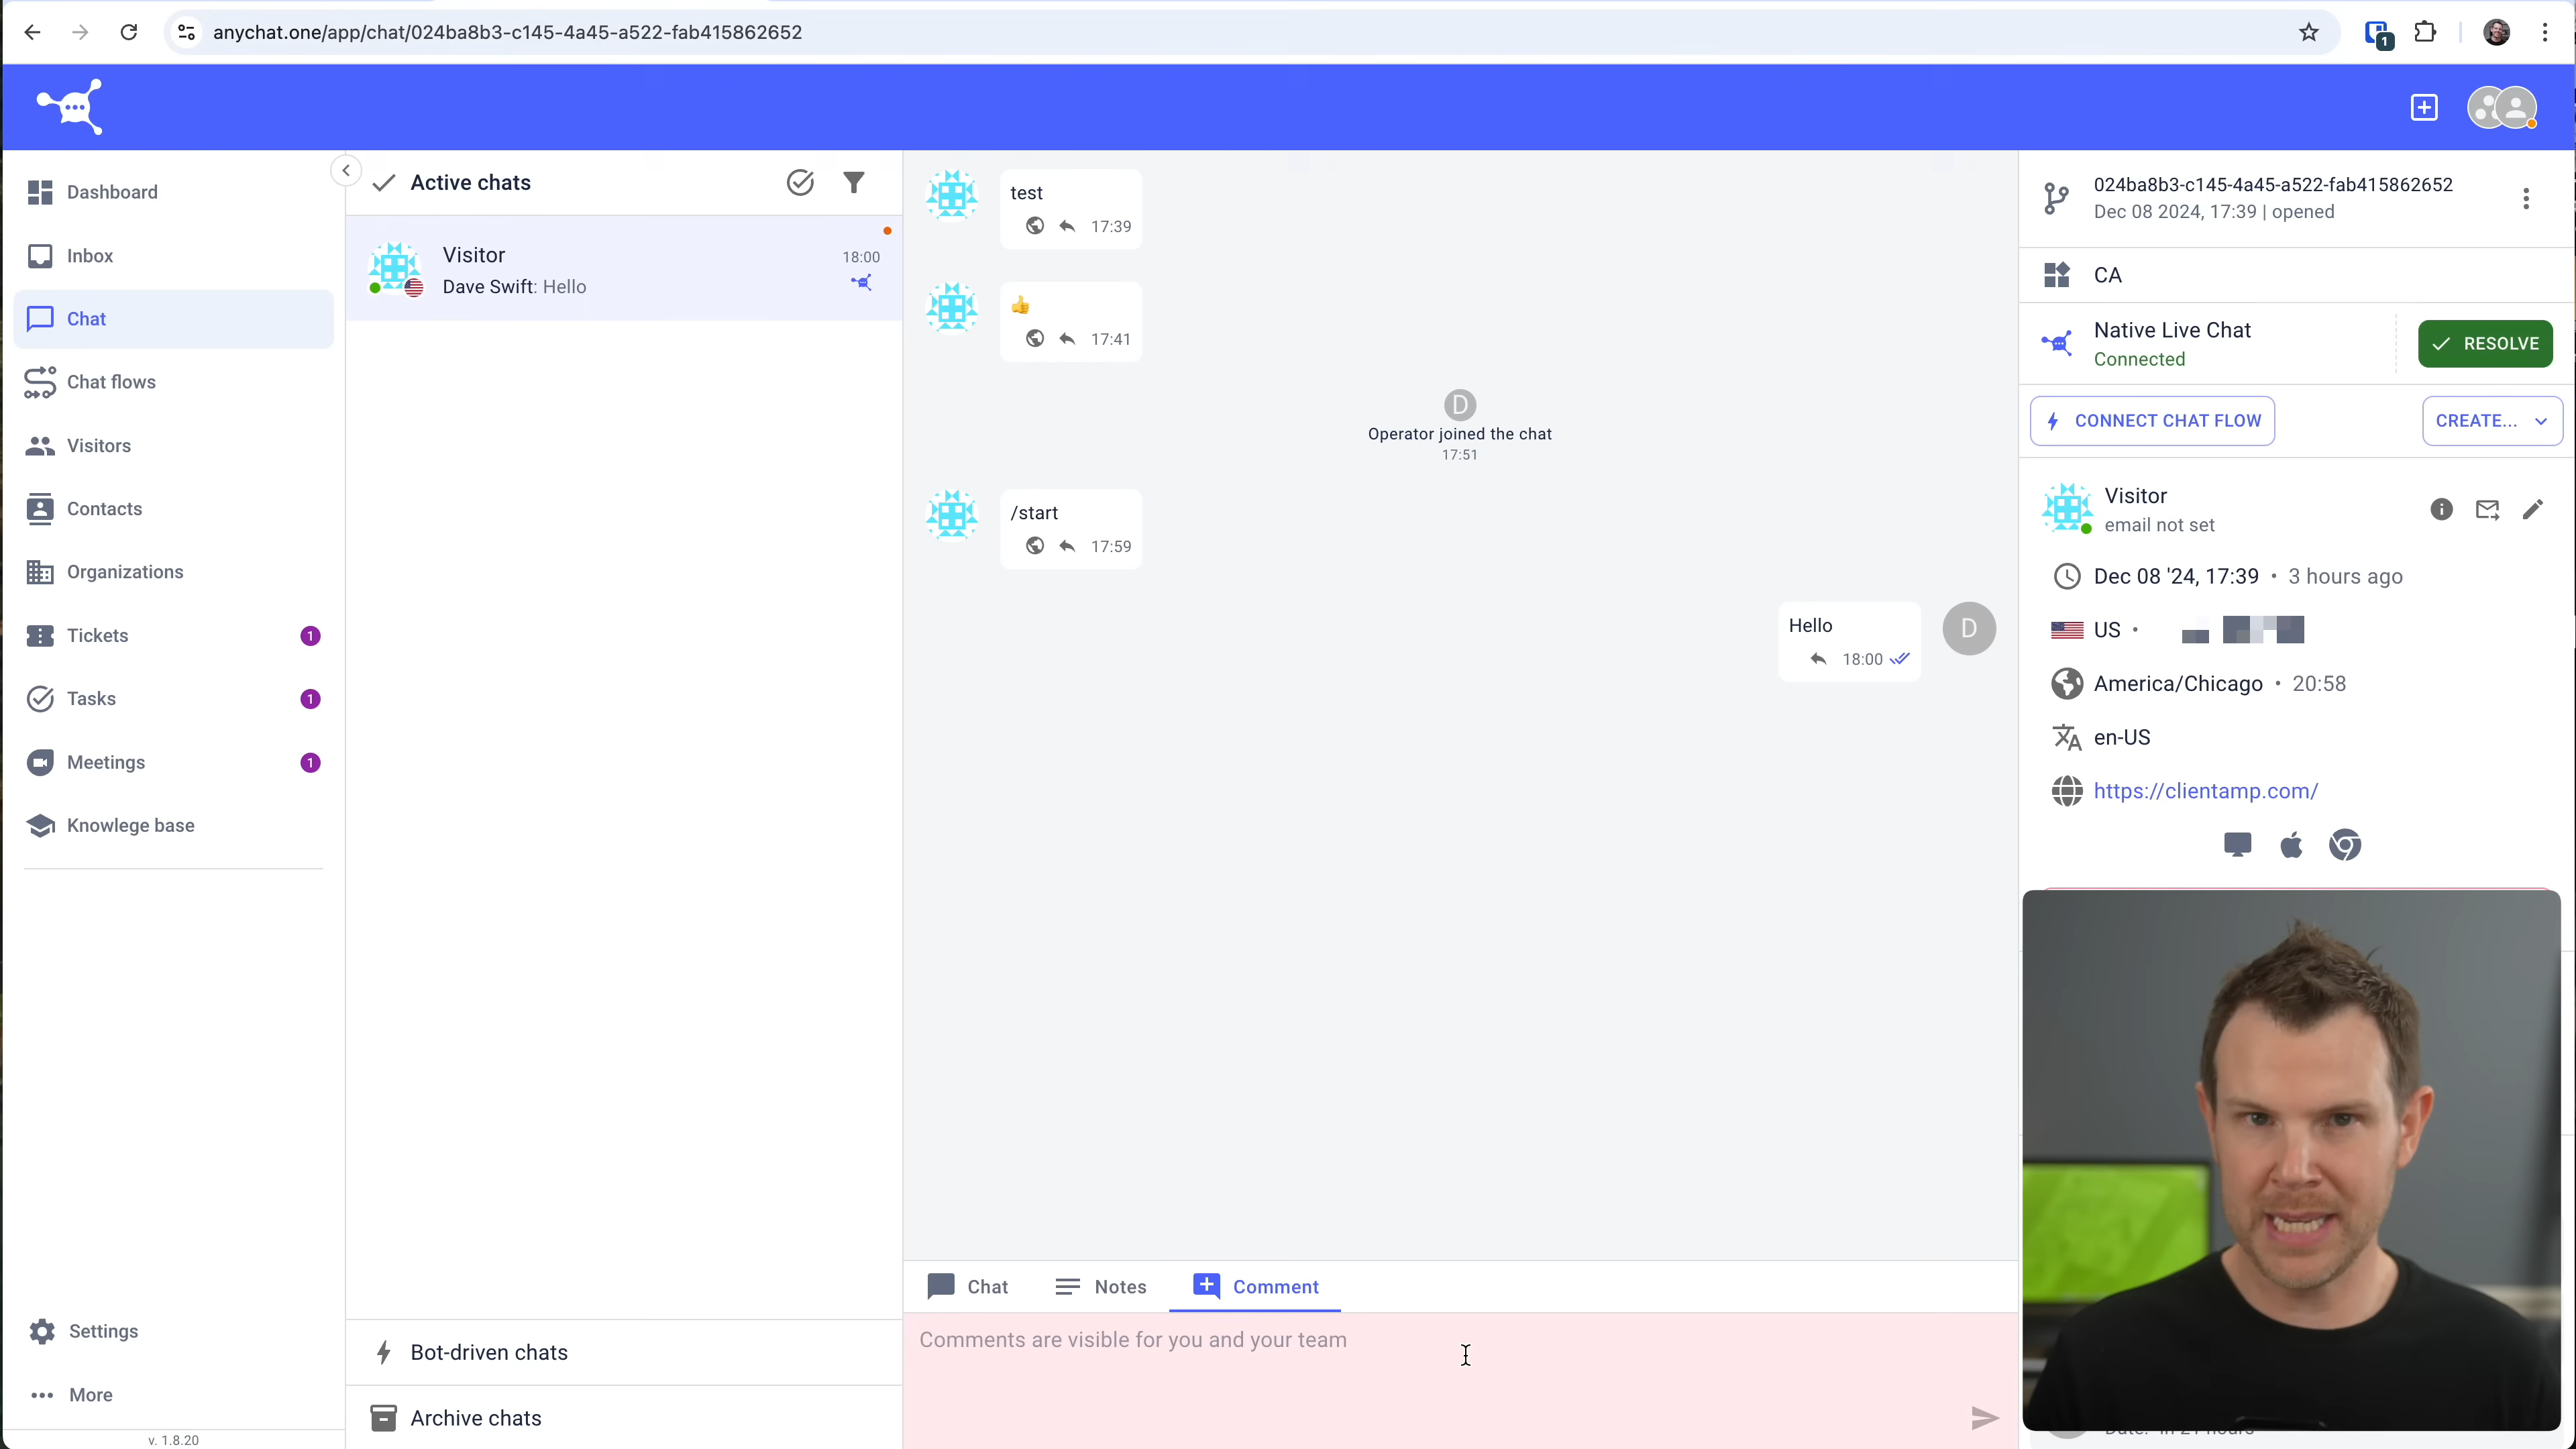 anychat.one/app/chat/024ba8b3-c145-4a45-a522-fab415862652
1
Dashboard
Inbox
Chat
Chat flows
Visitors
Contacts
Organizations
Tickets 1
Tasks 1
Meetings 1
Knowlege base
Settings
More
v. 1.8.20
Active chats
Visitor 18:00
Dave Swift: Hello
Bot-driven chats
Archive chats
test
17:39
👍
17:41
D
Operator joined the chat
17:51
/start
17:59
Hello
18:00
D
Chat Notes Comment
Comments are visible for you and your team
024ba8b3-c145-4a45-a522-fab415862652
Dec 08 2024, 17:39 | opened
CA
Native Live Chat
Connected
RESOLVE
CONNECT CHAT FLOW
CREATE...
Visitor
email not set
Dec 08 '24, 17:39 • 3 hours ago
US •
America/Chicago • 20:58
en-US
https://clientamp.com/